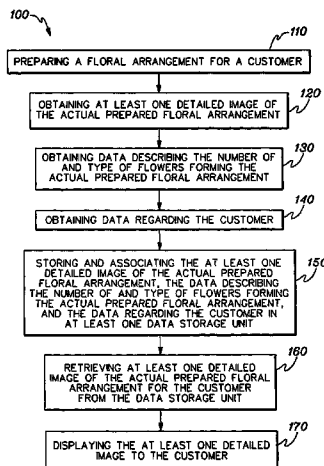 100
110
PREPARING A FLORAL ARRANGEMENT FOR A CUSTOMER
120
OBTAINING AT LEAST ONE DETAILED IMAGE OF
THE ACTUAL PREPARED FLORAL ARRANGEMENT
130
OBTAINING DATA DESCRIBING THE NUMBER OF
AND TYPE OF FLOWERS FORMING THE
ACTUAL PREPARED FLORAL ARRANGEMENT
140
OBTAINING DATA REGARDING THE CUSTOMER
150
STORING AND ASSOCIATING THE AT LEAST ONE
DETAILED IMAGE OF THE ACTUAL PREPARED
FLORAL ARRANGEMENT, THE DATA DESCRIBING
THE NUMBER OF AND TYPE OF FLOWERS FORMING
THE ACTUAL PREPARED FLORAL ARRANGEMENT,
AND THE DATA REGARDING THE CUSTOMER IN
AT LEAST ONE DATA STORAGE UNIT
160
RETRIEVING AT LEAST ONE DETAILED
IMAGE OF THE ACTUAL PREPARED FLORAL
ARRANGEMENT FOR THE CUSTOMER
FROM THE DATA STORAGE UNIT
170
DISPLAYING THE AT LEAST ONE DETAILED
IMAGE TO THE CUSTOMER